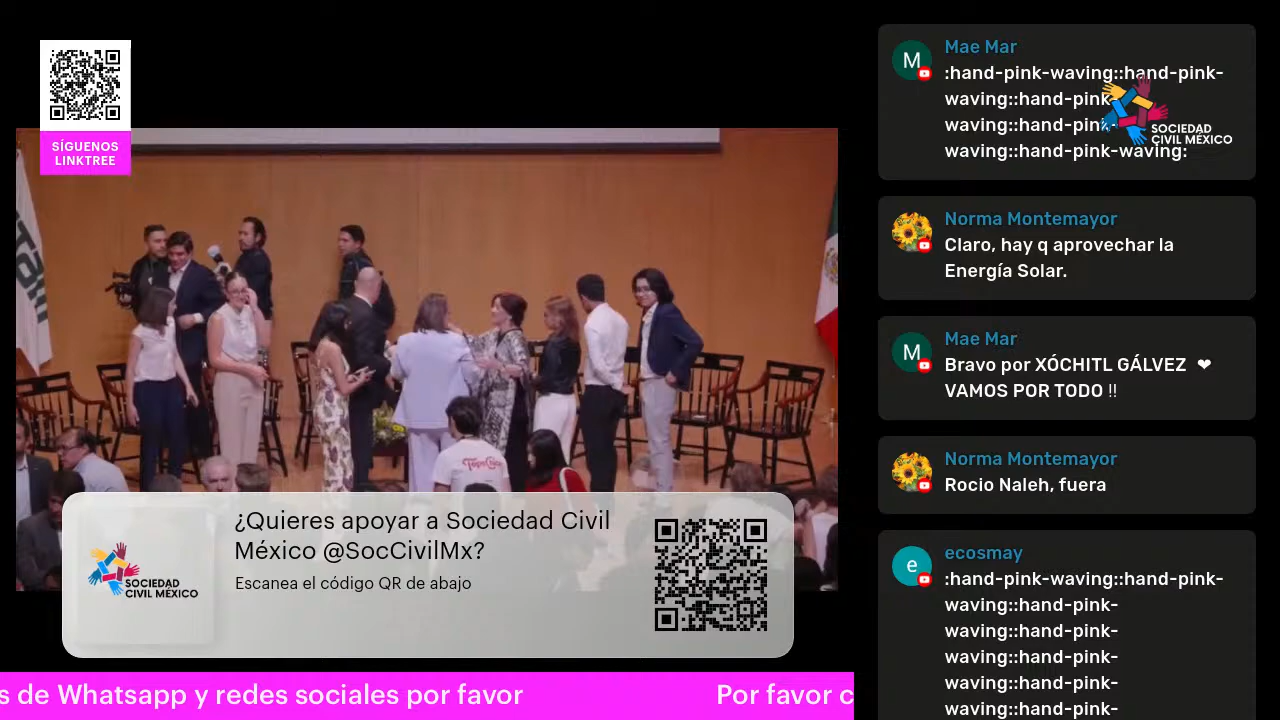 SÍGUENOS
LINKTREE
Mae Mar
:hand-pink-waving::hand-pink-
waving::hand-pink-
waving::hand-pink-
waving::hand-pink-waving:
SOCIEDAD
CIVIL MÉXICO
Norma Montemayor
Claro, hay q aprovechar la
Energía Solar.
Mae Mar
Bravo por XÓCHITL GÁLVEZ ❤
VAMOS POR TODO ‼
Norma Montemayor
Rocio Naleh, fuera
ecosmay
:hand-pink-waving::hand-pink-
waving::hand-pink-
waving::hand-pink-
waving::hand-pink-
waving::hand-pink-
waving::hand-pink-
M
M
e
¿Quieres apoyar a Sociedad Civil
México @SocCivilMx?
Escanea el código QR de abajo
SOCIEDAD
CIVIL MÉXICO
s de Whatsapp y redes sociales por favor
Por favor c